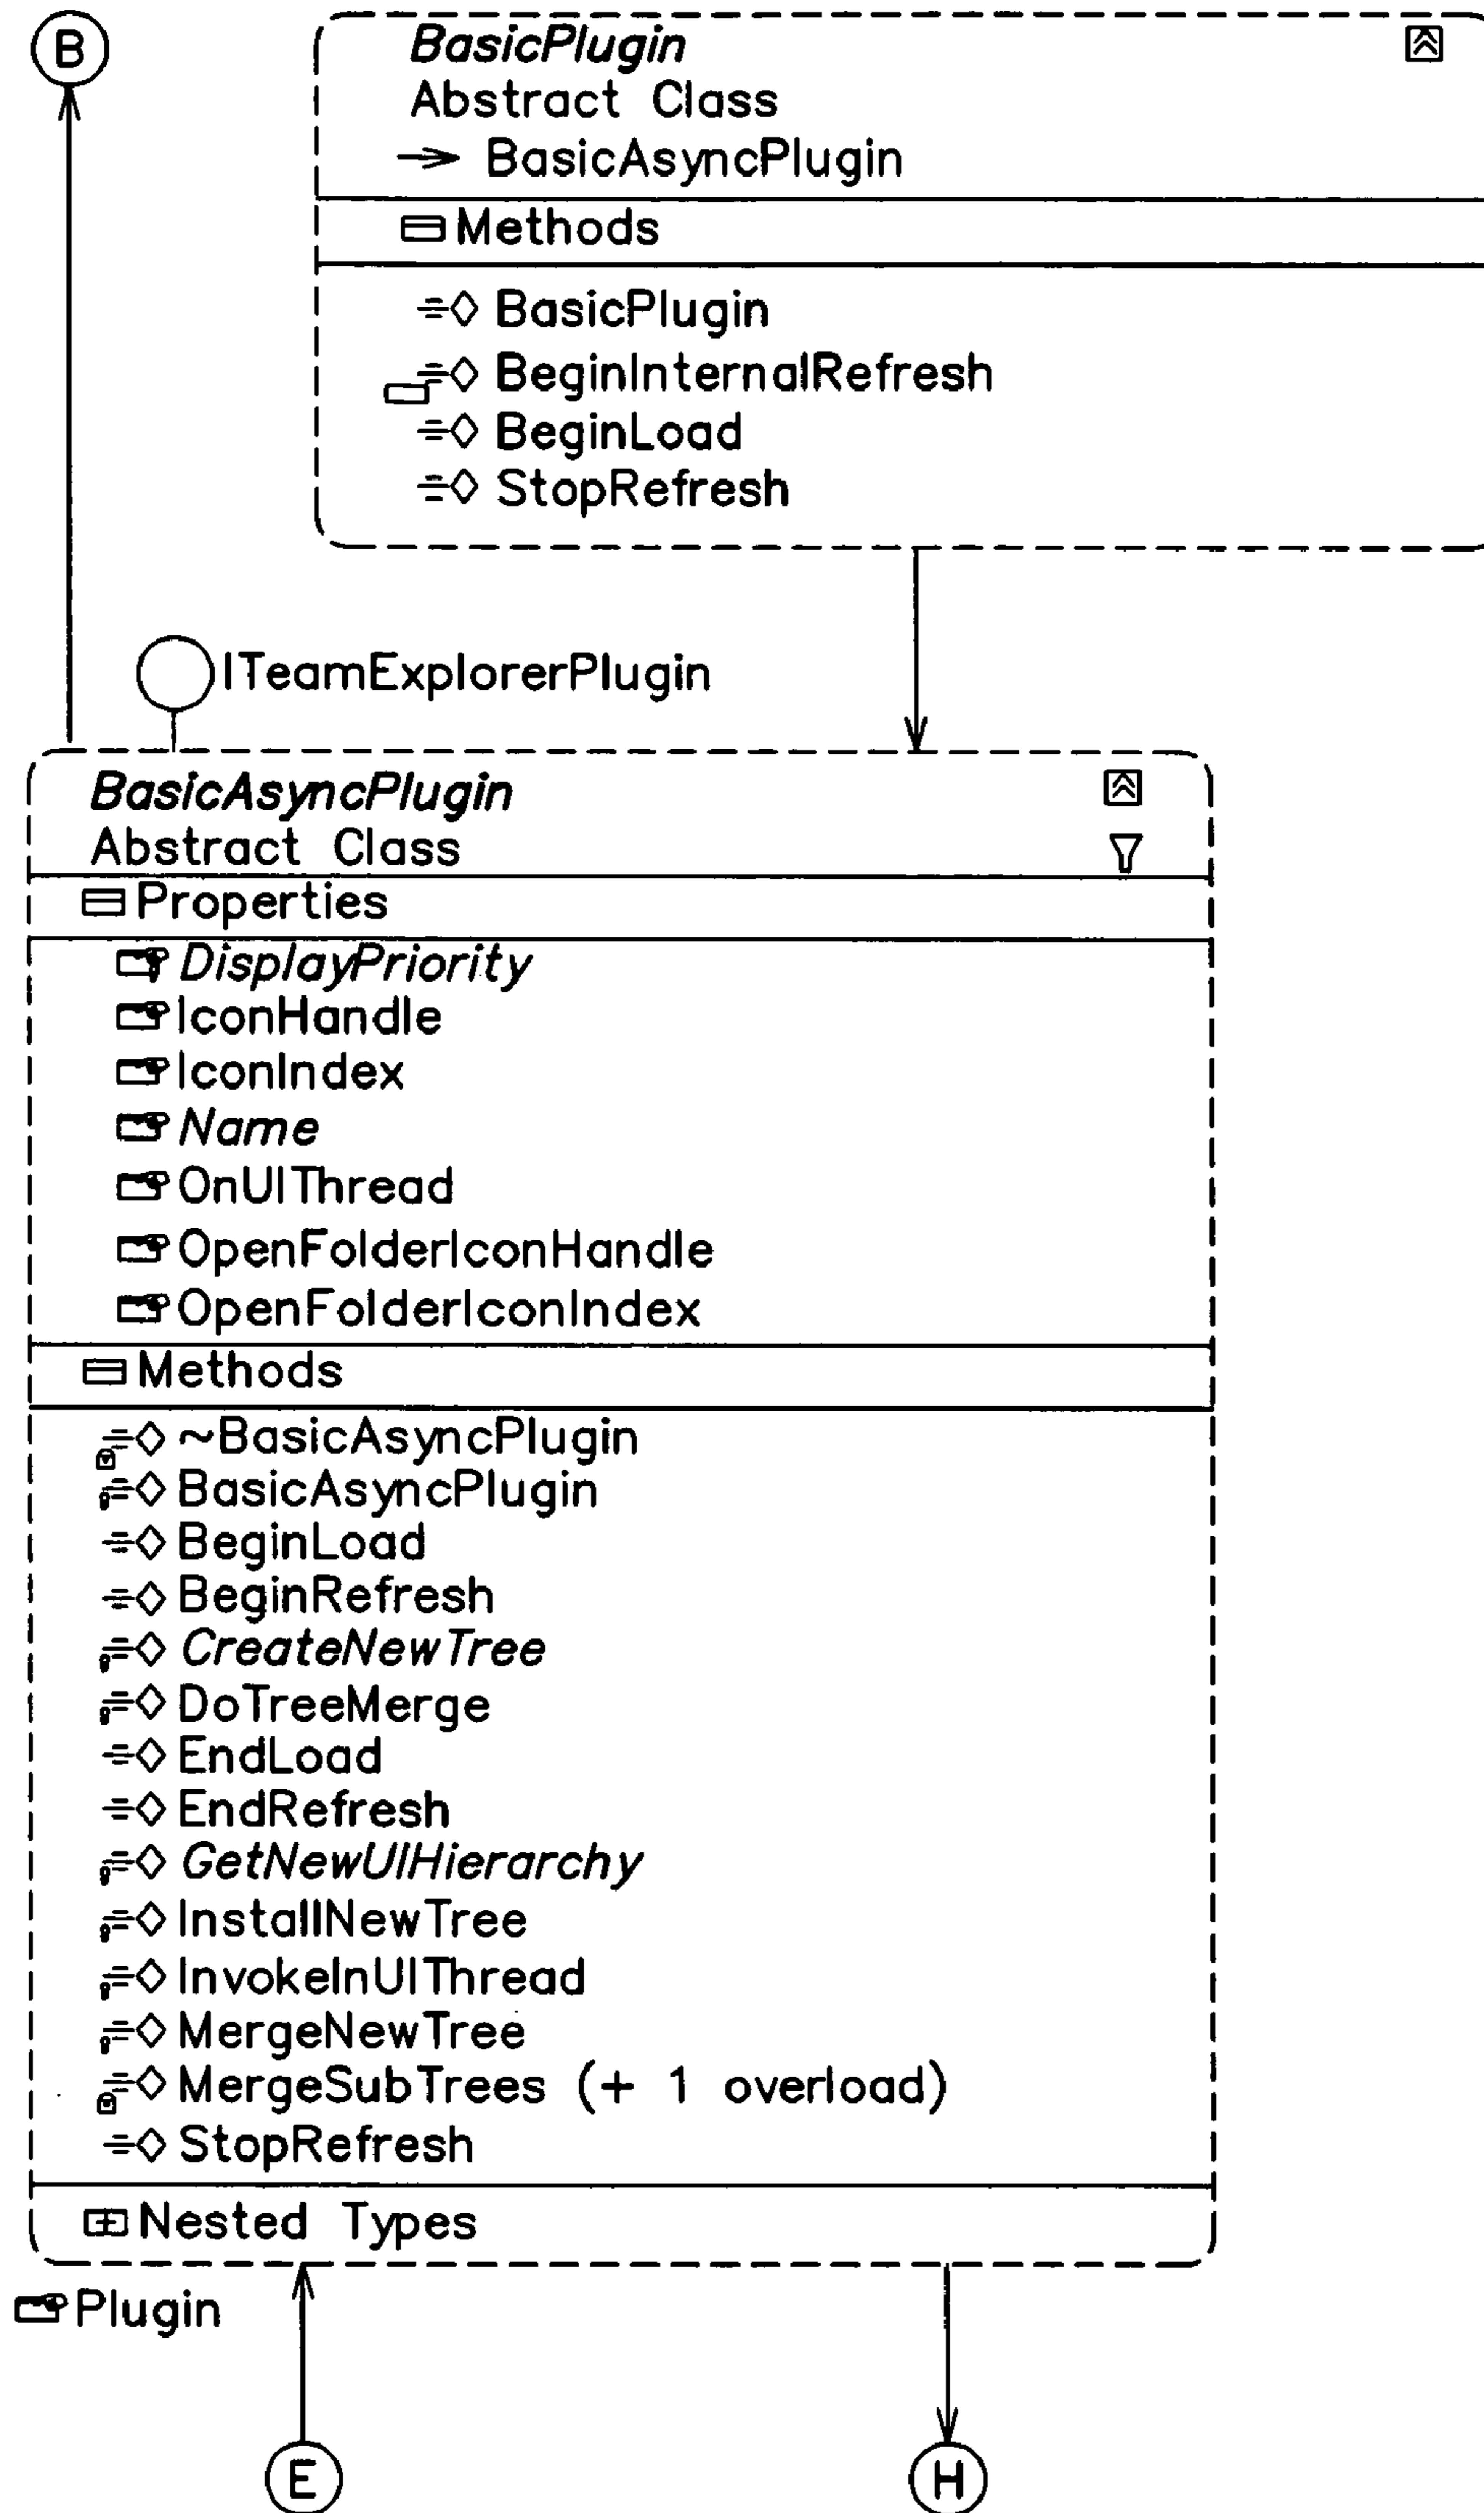 B
BasicPlugin
Abstract Class
BasicAsyncPlugin
Methods
BasicPlugin
BeginInternalRefresh
BeginLoad
StopRefresh
ITeamExplorerPlugin
BasicAsyncPlugin
Abstract Class
Properties
DisplayPriority
IconHandle
IconIndex
Name
OnUIThread
OpenFolderIconHandle
OpenFolderIconIndex
Methods
~BasicAsyncPlugin
BasicAsyncPlugin
BeginLoad
BeginRefresh
CreateNewTree
DoTreeMerge
EndLoad
EndRefresh
GetNewUIHierarchy
InstallNewTree
InvokeInUIThread
MergeNewTree
MergeSubTrees (+ 1 overload)
StopRefresh
Nested Types
Plugin
E
H